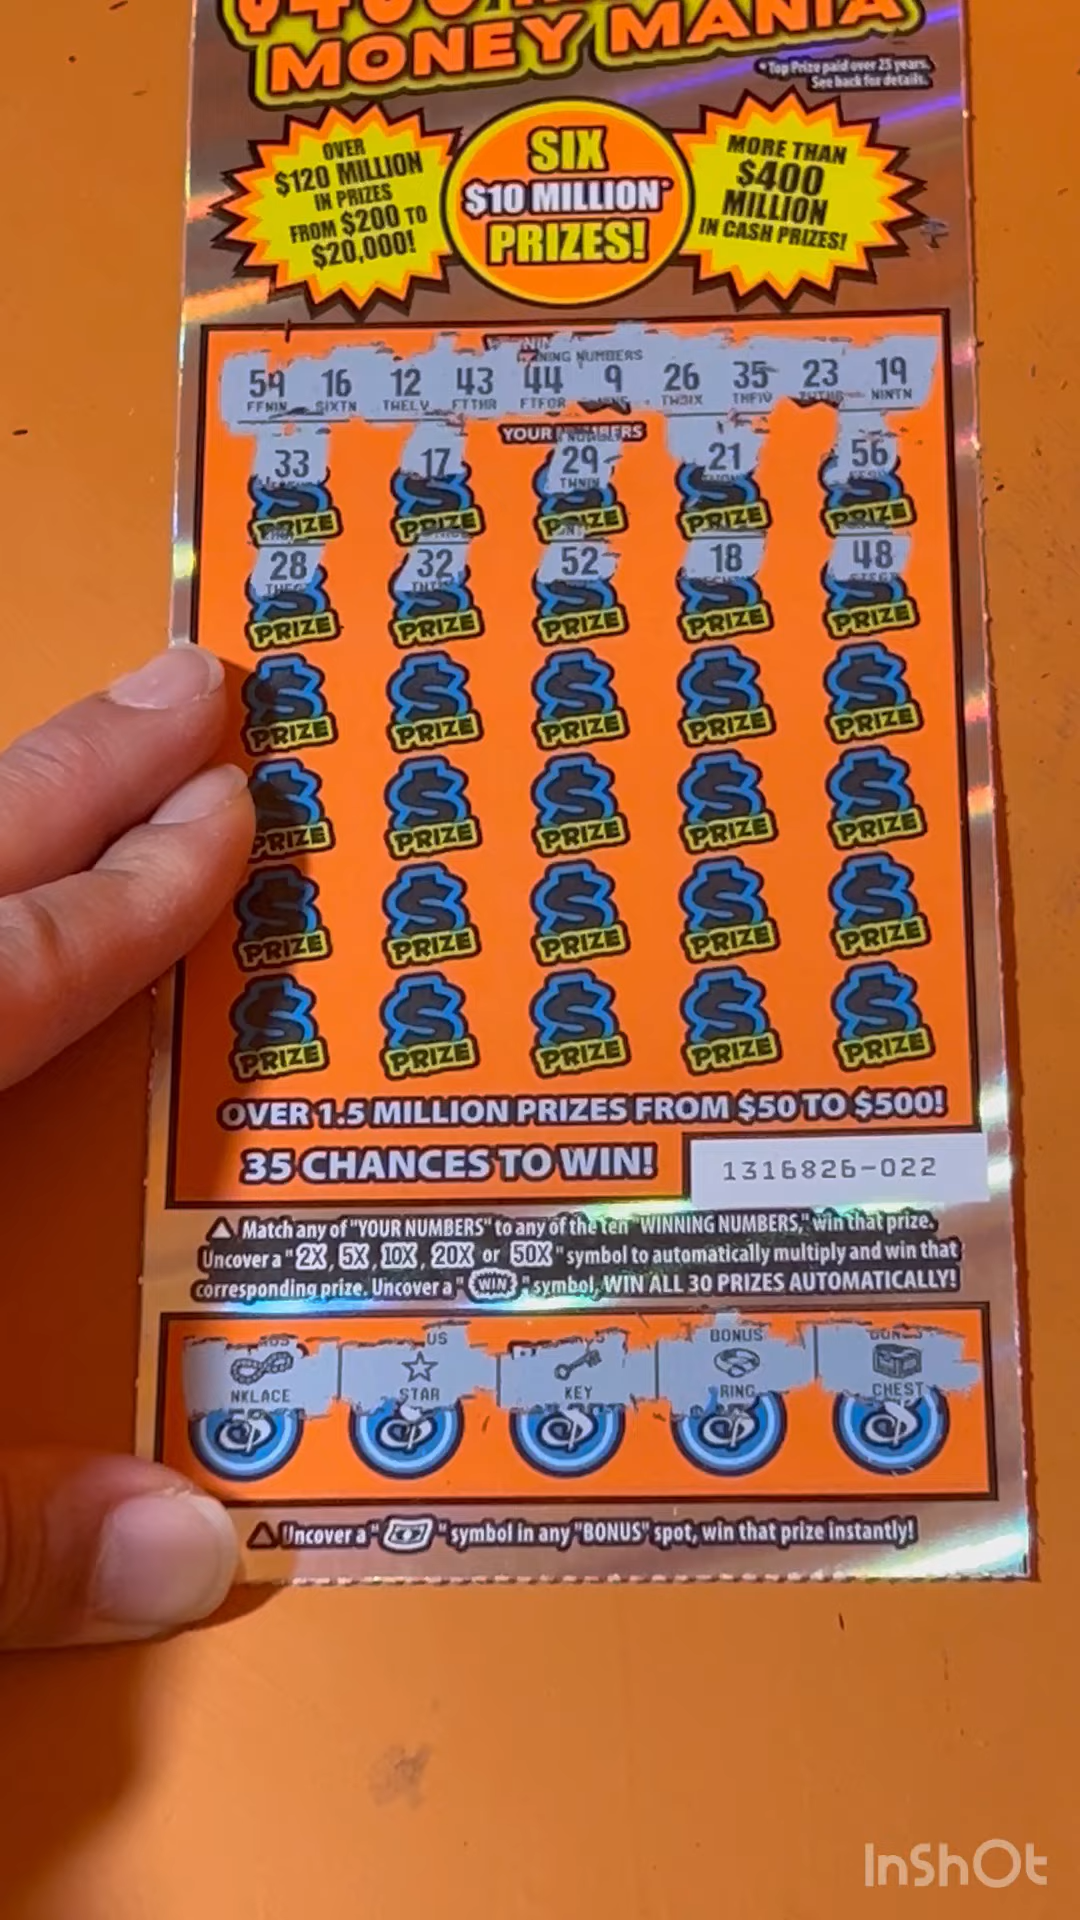 MONEY MANIA
*Top Prize paid over 25 years.
See back for details.
OVER
$120 MILLION
IN PRIZES
FROM $200 TO
$20,000!
SIX
$10 MILLION*
PRIZES!
MORE THAN
$400
MILLION
IN CASH PRIZES!
NUMBERS
59 16 12 43 44 9 26 35 23 19
FFNIN SIXTN TWELV FTTHR FTFOR TWSIX THFIV NINTN
YOUR NUMBERS
33 17 29 21 56
TWNIN
PRIZE PRIZE PRIZE PRIZE PRIZE
28 32 52 18 48
PRIZE PRIZE PRIZE PRIZE PRIZE
PRIZE PRIZE PRIZE PRIZE PRIZE
PRIZE PRIZE PRIZE PRIZE PRIZE
PRIZE PRIZE PRIZE PRIZE PRIZE
PRIZE PRIZE PRIZE PRIZE PRIZE
OVER 1.5 MILLION PRIZES FROM $50 TO $500!
35 CHANCES TO WIN!
1316826-022
Match any of "YOUR NUMBERS" to any of the ten "WINNING NUMBERS," win that prize.
Uncover a "2X, 5X, 10X, 20X or 50X" symbol to automatically multiply and win that
corresponding prize. Uncover a "WIN" symbol, WIN ALL 30 PRIZES AUTOMATICALLY!
BONUS
NKLACE STAR KEY RING CHEST
Uncover a " " symbol in any "BONUS" spot, win that prize instantly!
InShOt